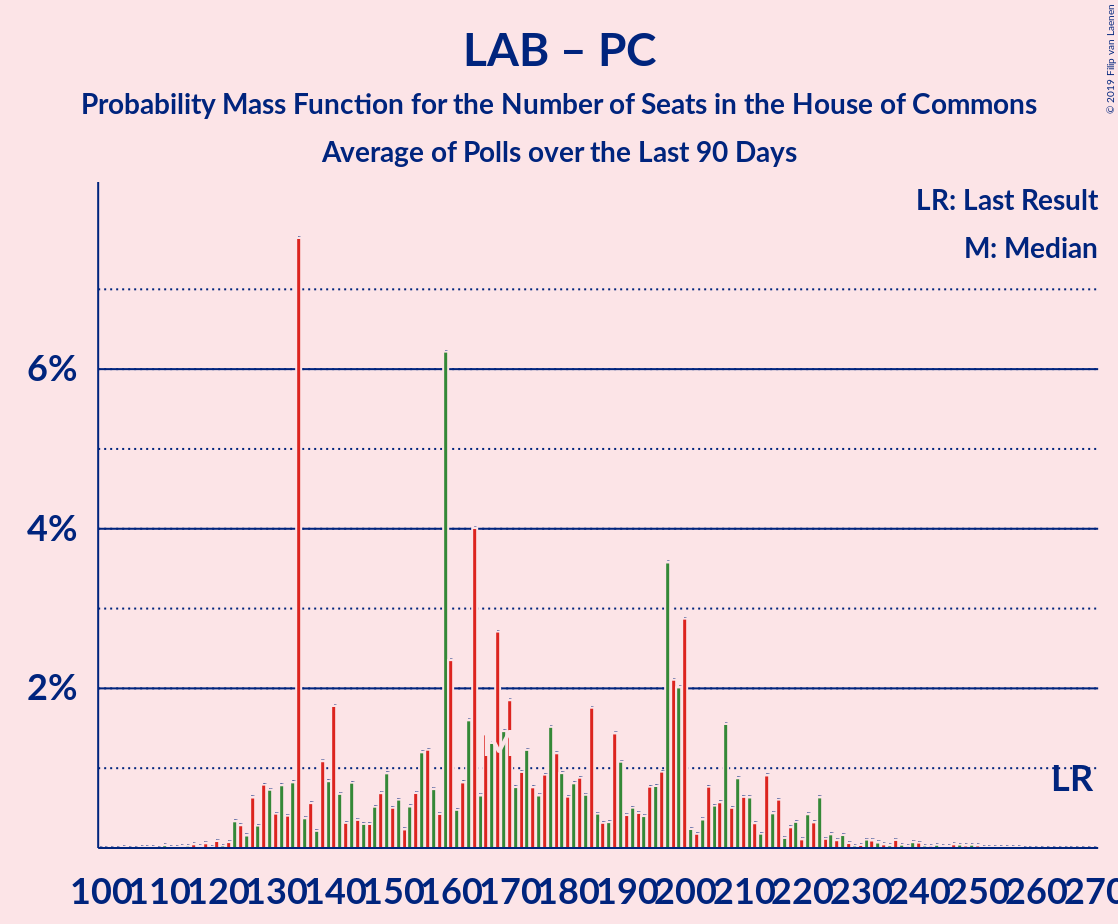 LAB – PC
Probability Mass Function for the Number of Seats in the House of Commons
Average of Polls over the Last 90 Days
© 2019 Filip van Laenen
LR: Last Result
M: Median
6%
4%
2%
LR
100 110 120 130 140 150 160 170 180 190 200 210 220 230 240 250 260 270